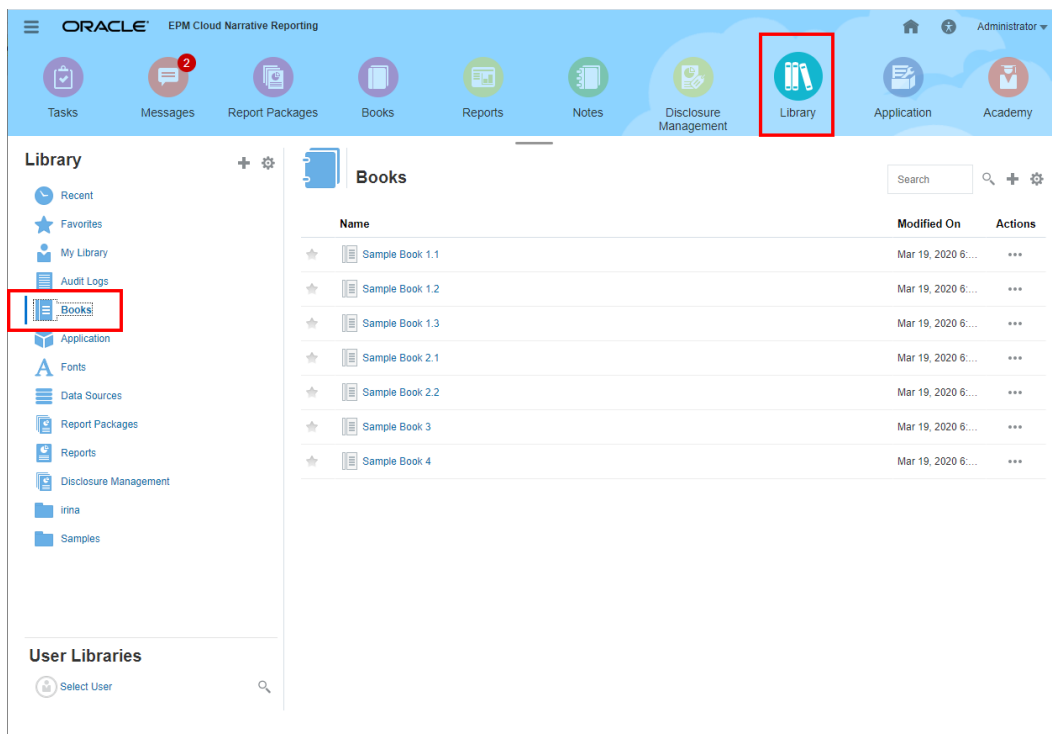 ORACLE® EPM Cloud Narrative Reporting Administrator
2
Tasks Messages Report Packages Books Reports Notes Disclosure Management Library Application Academy
Library
Recent
Favorites
My Library
Audit Logs
Books
Application
Fonts
Data Sources
Report Packages
Reports
Disclosure Management
irina
Samples
User Libraries
Select User
Books
Search
Name Modified On Actions
Sample Book 1.1 Mar 19, 2020 6:...
Sample Book 1.2 Mar 19, 2020 6:...
Sample Book 1.3 Mar 19, 2020 6:...
Sample Book 2.1 Mar 19, 2020 6:...
Sample Book 2.2 Mar 19, 2020 6:...
Sample Book 3 Mar 19, 2020 6:...
Sample Book 4 Mar 19, 2020 6:...